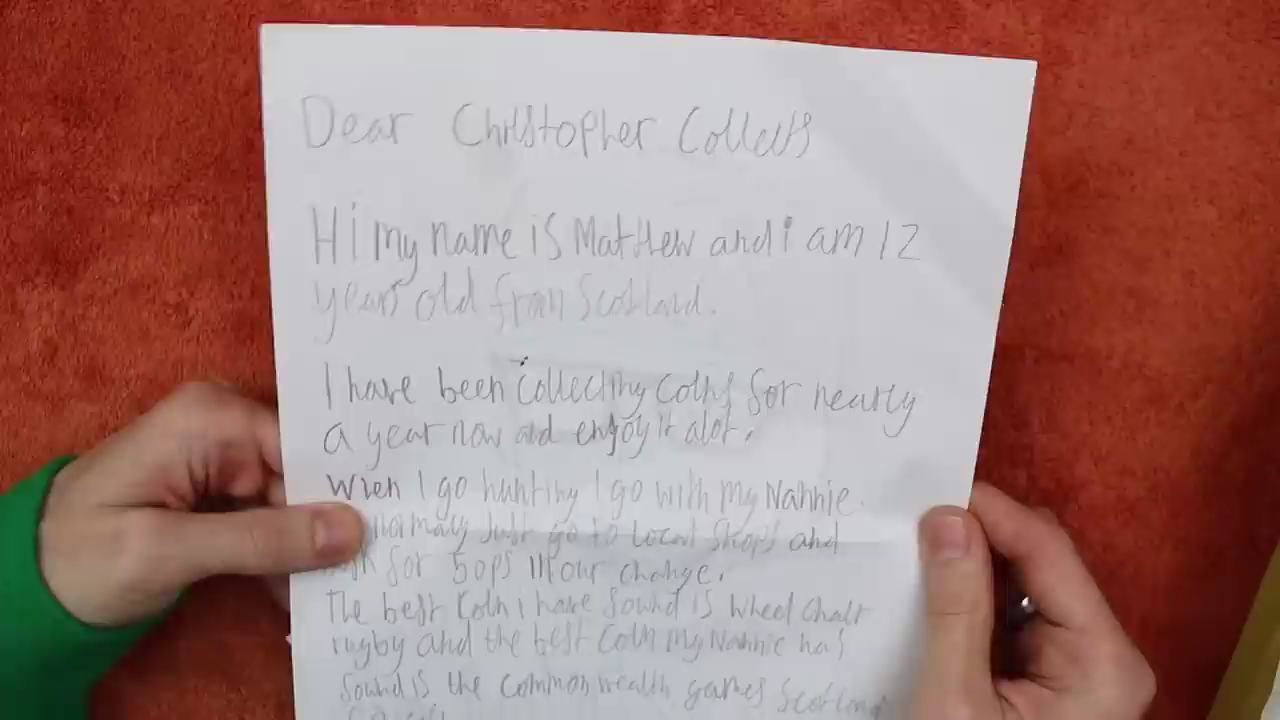 Dear Christopher Collects
Hi my name is Matthew and i am 12
years old from Scotland.
I have been collecting coins for nearly
a year now and enjoy it alot.
When I go hunting I go with my Nannie.
normaly just go to local shops and
for 50ps in our change.
The best Coin i have found is wheel chair
rugby and the best Coin my Nannie has
found is the common wealth games Scotland